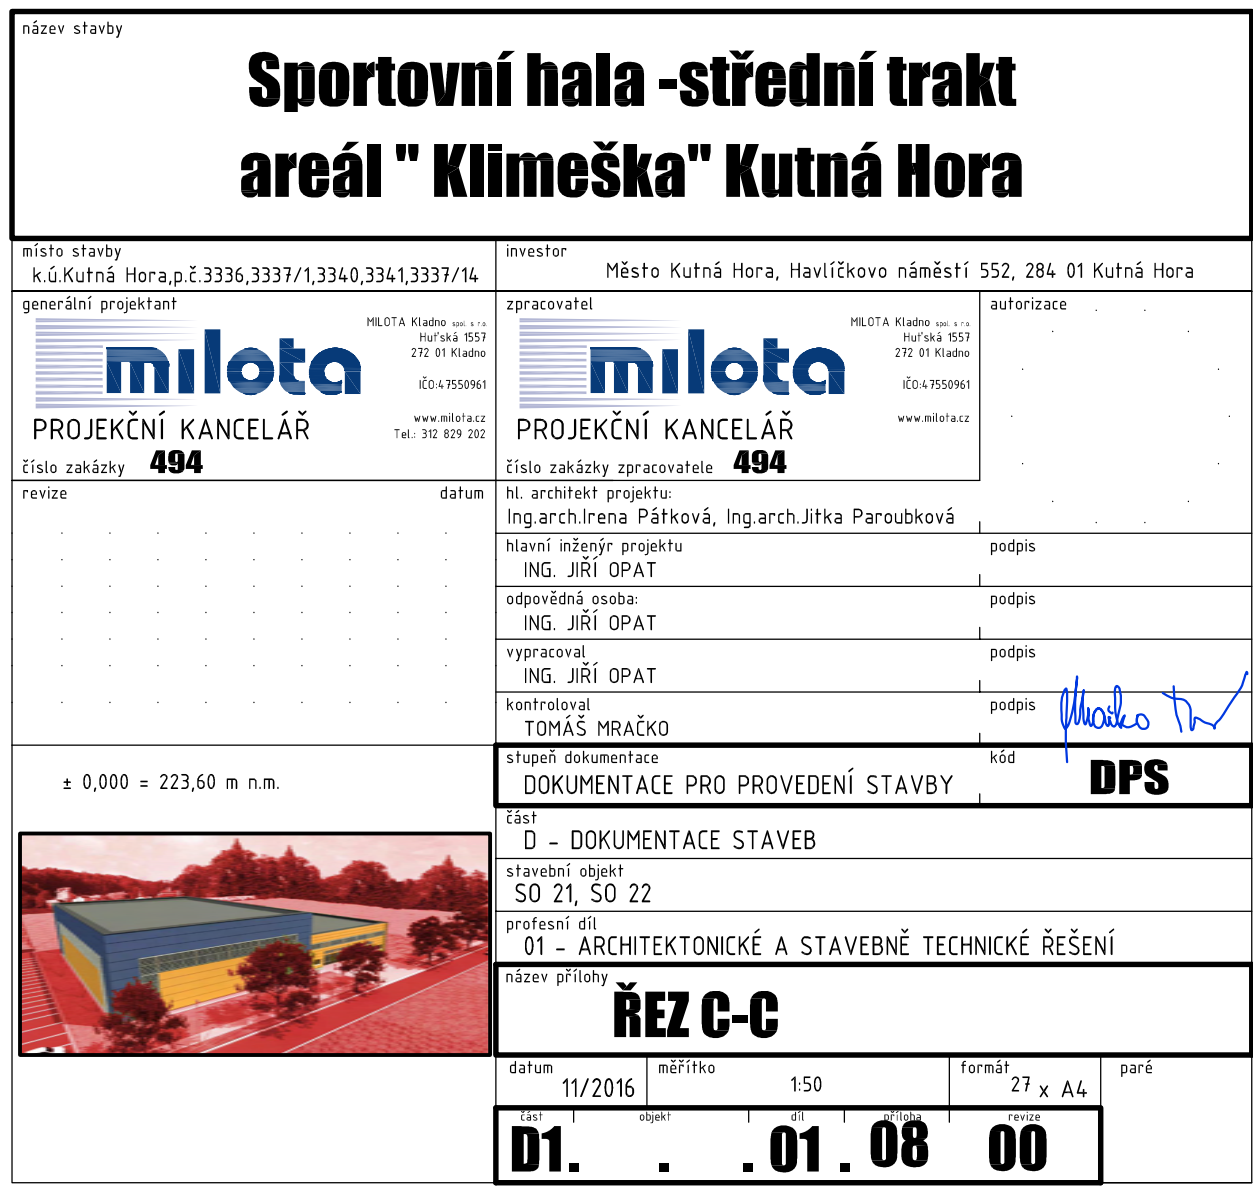 název stavby
Sportovní hala -střední trakt
areál " Klimeška" Kutná Hora
místo stavby
k.ú.Kutná Hora,p.č.3336,3337/1,3340,3341,3337/14
investor
Město Kutná Hora, Havlíčkovo náměstí 552, 284 01 Kutná Hora
generální projektant
milota
PROJEKČNÍ KANCELÁŘ
MILOTA Kladno spol. s r.o.
Huťská 1557
272 01 Kladno
IČO:47550961
www.milota.cz
Tel.: 312 829 202
číslo zakázky 494
zpracovatel
milota
PROJEKČNÍ KANCELÁŘ
MILOTA Kladno spol. s r.o.
Huťská 1557
272 01 Kladno
IČO:47550961
www.milota.cz
číslo zakázky zpracovatele 494
autorizace
revize datum
hl. architekt projektu:
Ing.arch.Irena Pátková, Ing.arch.Jitka Paroubková
hlavní inženýr projektu podpis
ING. JIŘÍ OPAT
odpovědná osoba: podpis
ING. JIŘÍ OPAT
vypracoval podpis
ING. JIŘÍ OPAT
kontroloval podpis
TOMÁŠ MRAČKO
± 0,000 = 223,60 m n.m.
stupeň dokumentace kód
DOKUMENTACE PRO PROVEDENÍ STAVBY DPS
část
D - DOKUMENTACE STAVEB
stavební objekt
SO 21, SO 22
profesní díl
01 - ARCHITEKTONICKÉ A STAVEBNĚ TECHNICKÉ ŘEŠENÍ
název přílohy
ŘEZ C-C
datum měřítko formát paré
11/2016 1:50 27 x A4
část objekt díl příloha revize
D1. . . 01 . 08 00